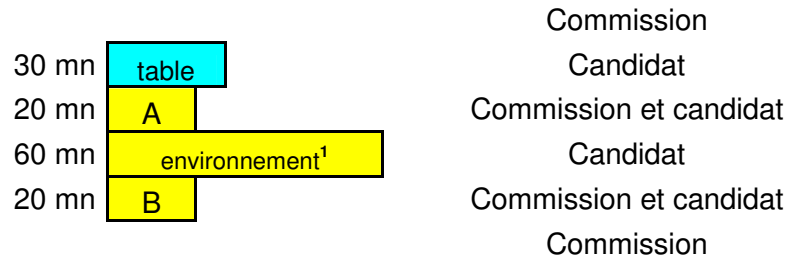 Commission
30 mn table Candidat
20 mn A Commission et candidat
60 mn environnement¹ Candidat
20 mn B Commission et candidat
Commission